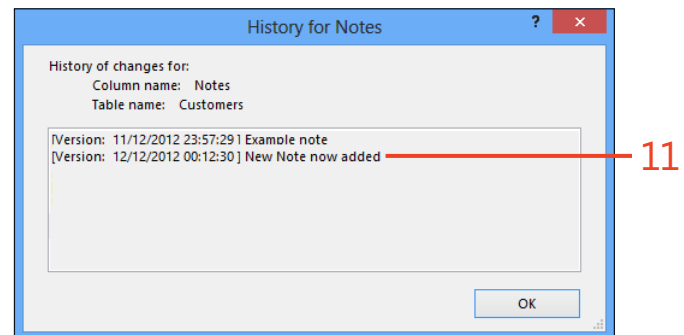 History for Notes
?
×
History of changes for:
Column name: Notes
Table name: Customers
[Version: 11/12/2012 23:57:29 ] Example note
[Version: 12/12/2012 00:12:30 ] New Note now added
11
OK